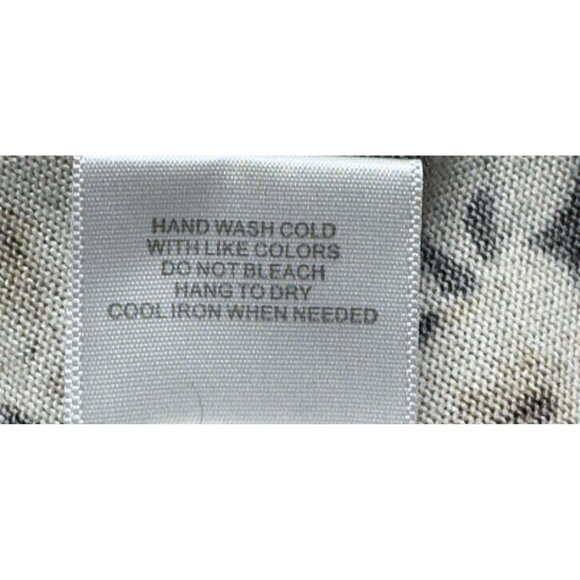 HAND WASH COLD
WITH LIKE COLORS
DO NOT BLEACH
HANG TO DRY
COOL IRON WHEN NEEDED